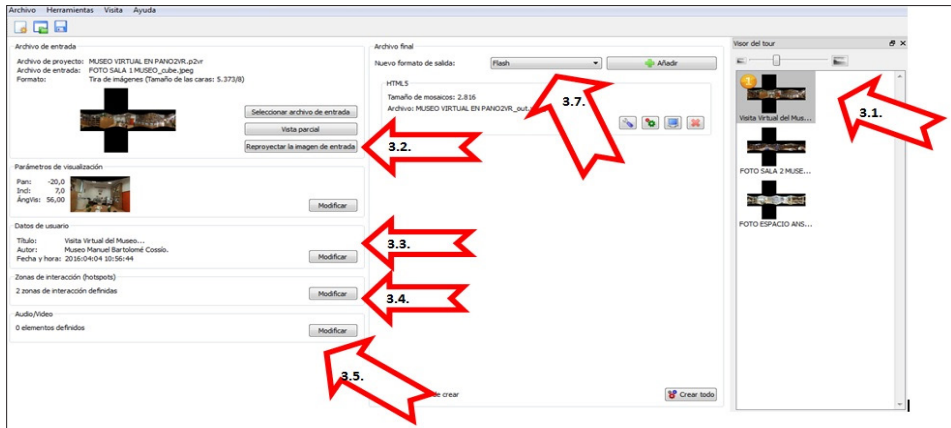 Archivo Herramientas Visita Ayuda
Archivo de entrada
Archivo de proyecto: MUSEO VIRTUAL EN PANO2VR.p2vr
Archivo de entrada: FOTO SALA 1 MUSEO_cube.jpeg
Formato: Tira de imágenes (Tamaño de las caras: 5.373/8)
Seleccionar archivo de entrada
Vista parcial
Reproyectar la imagen de entrada
3.2.
Parámetros de visualización
Pan: -20,0
Incl: 7,0
ÁngVis: 56,00
Modificar
Datos de usuario
Título: Visita Virtual del Museo...
Autor: Museo Manuel Bartolomé Cossío.
Fecha y hora: 2016:04:04 10:56:44
Modificar
3.3.
Zonas de interacción (hotspots)
2 zonas de interacción definidas
Modificar
3.4.
Audio/Video
0 elementos definidos
Modificar
3.5.
Archivo final
Nuevo formato de salida: Flash
Añadir
HTML5
Tamaño de mosaicos: 2.816
Archivo: MUSEO VIRTUAL EN PANO2VR_out
3.7.
de crear
Crear todo
Visor del tour
1
Visita Virtual del Mus...
3.1.
FOTO SALA 2 MUSE...
FOTO ESPACIO ANS...